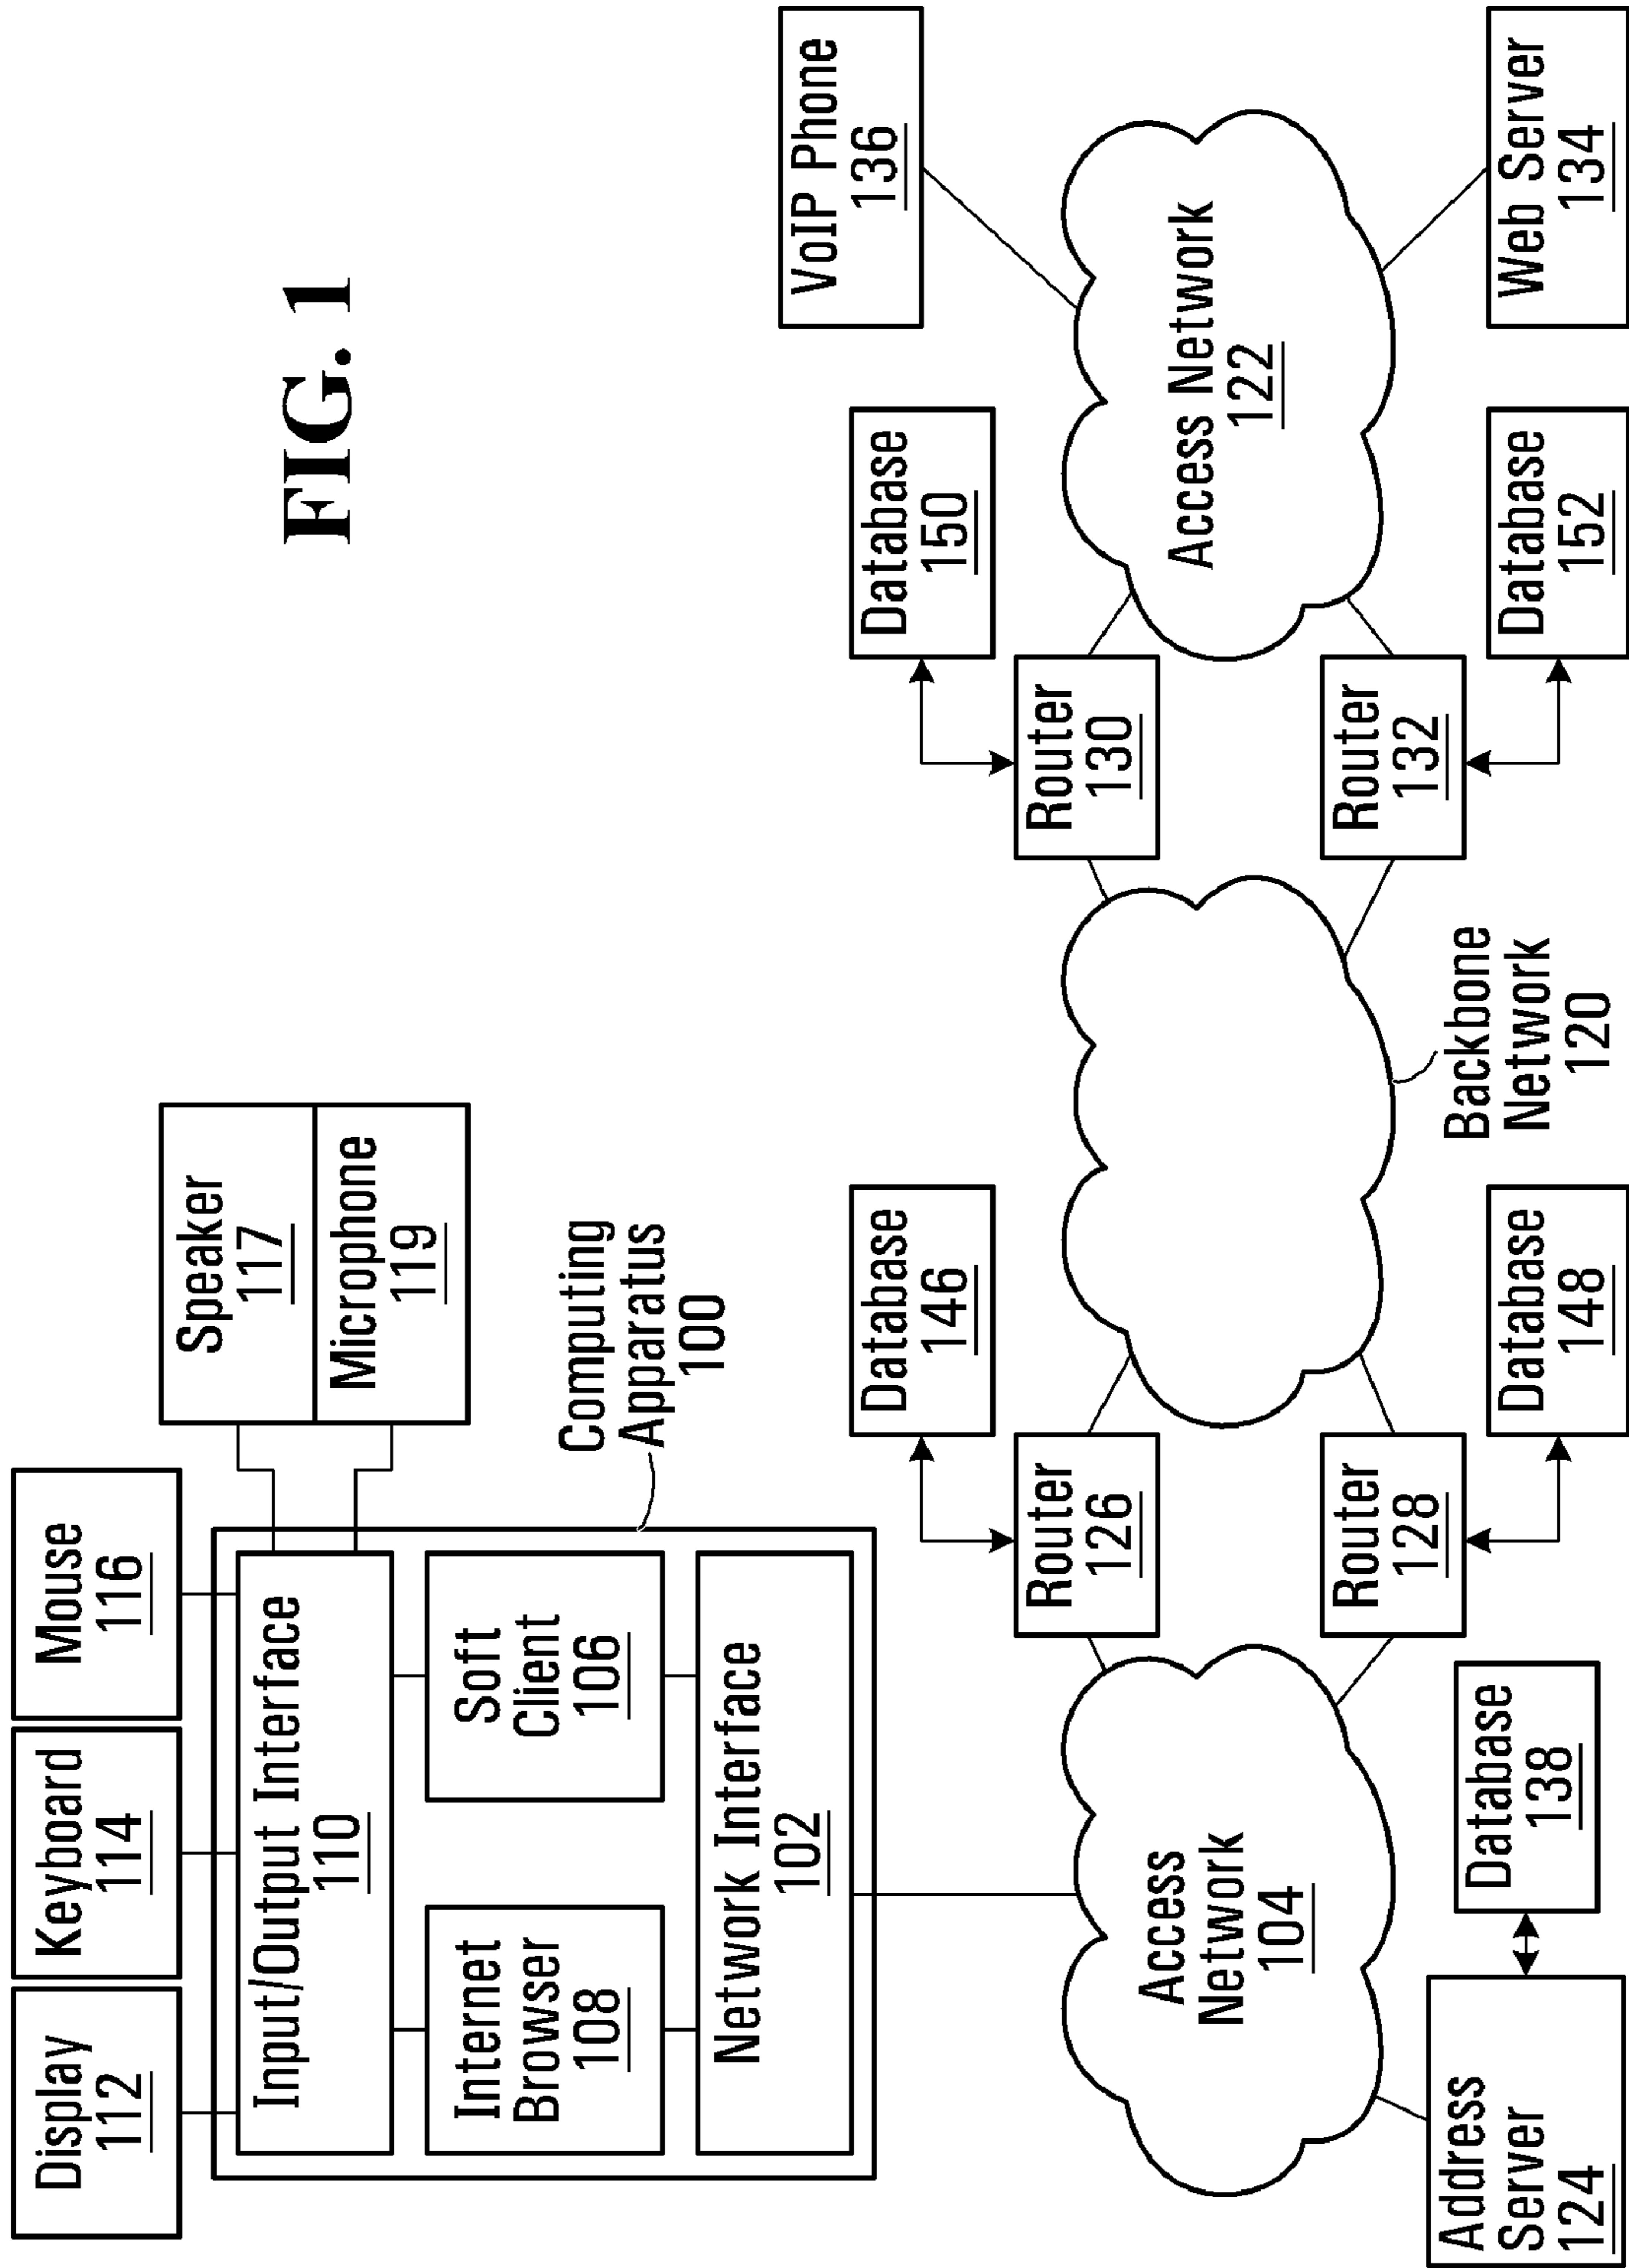 FIG. 1
Display
112
Keyboard
114
Mouse
116
Speaker
117
Microphone
119
Input/Output Interface
110
Internet
Browser
108
Soft
Client
106
Network Interface
102
Computing
Apparatus
100
Database
146
Database
150
VoIP Phone
136
Router
126
Router
130
Access
Network
104
Access Network
122
Router
128
Router
132
Backbone
Network
120
Address
Server
124
Database
138
Database
148
Database
152
Web Server
134